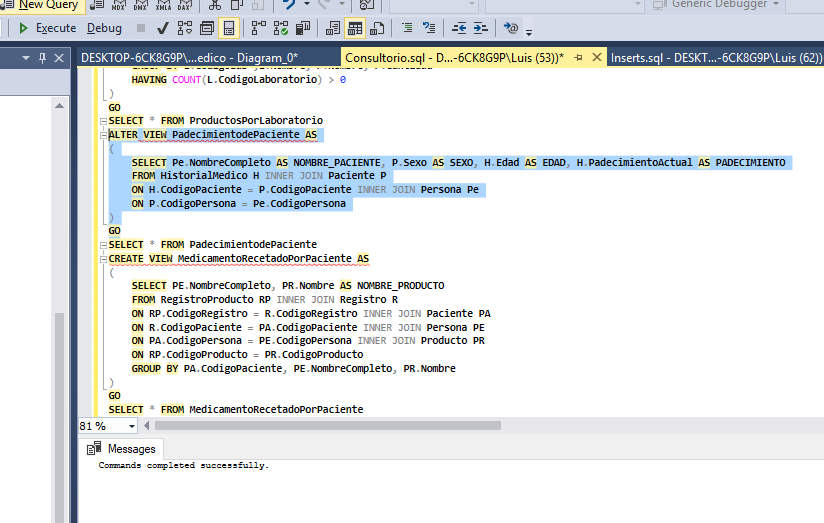 New Query
MDX DMX XMLA DAX
Generic Debugger
Execute Debug
DESKTOP-6CK8G9P\...edico - Diagram_0* Consultorio.sql - D...-6CK8G9P\Luis (53))* Inserts.sql - DESKT...-6CK8G9P\Luis (62))
HAVING COUNT(L.CodigoLaboratorio) > 0
)
GO
SELECT * FROM ProductosPorLaboratorio
ALTER VIEW PadecimientodePaciente AS
(
SELECT Pe.NombreCompleto AS NOMBRE_PACIENTE, P.Sexo AS SEXO, H.Edad AS EDAD, H.PadecimientoActual AS PADECIMIENTO
FROM HistorialMedico H INNER JOIN Paciente P
ON H.CodigoPaciente = P.CodigoPaciente INNER JOIN Persona Pe
ON P.CodigoPersona = Pe.CodigoPersona
)
GO
SELECT * FROM PadecimientodePaciente
CREATE VIEW MedicamentoRecetadoPorPaciente AS
(
SELECT PE.NombreCompleto, PR.Nombre AS NOMBRE_PRODUCTO
FROM RegistroProducto RP INNER JOIN Registro R
ON RP.CodigoRegistro = R.CodigoRegistro INNER JOIN Paciente PA
ON R.CodigoPaciente = PA.CodigoPaciente INNER JOIN Persona PE
ON PA.CodigoPersona = PE.CodigoPersona INNER JOIN Producto PR
ON RP.CodigoProducto = PR.CodigoProducto
GROUP BY PA.CodigoPaciente, PE.NombreCompleto, PR.Nombre
)
GO
SELECT * FROM MedicamentoRecetadoPorPaciente
81 %
Messages
Commands completed successfully.